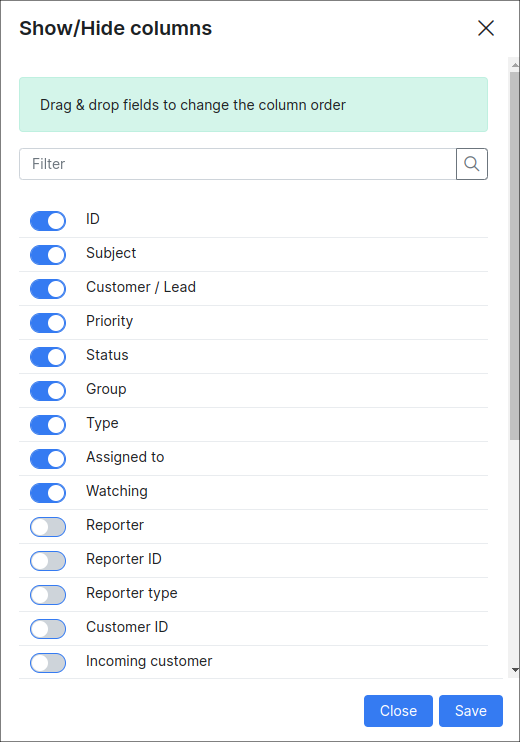 Show/Hide columns
Drag & drop fields to change the column order
Filter
ID
Subject
Customer / Lead
Priority
Status
Group
Type
Assigned to
Watching
Reporter
Reporter ID
Reporter type
Customer ID
Incoming customer
Close Save